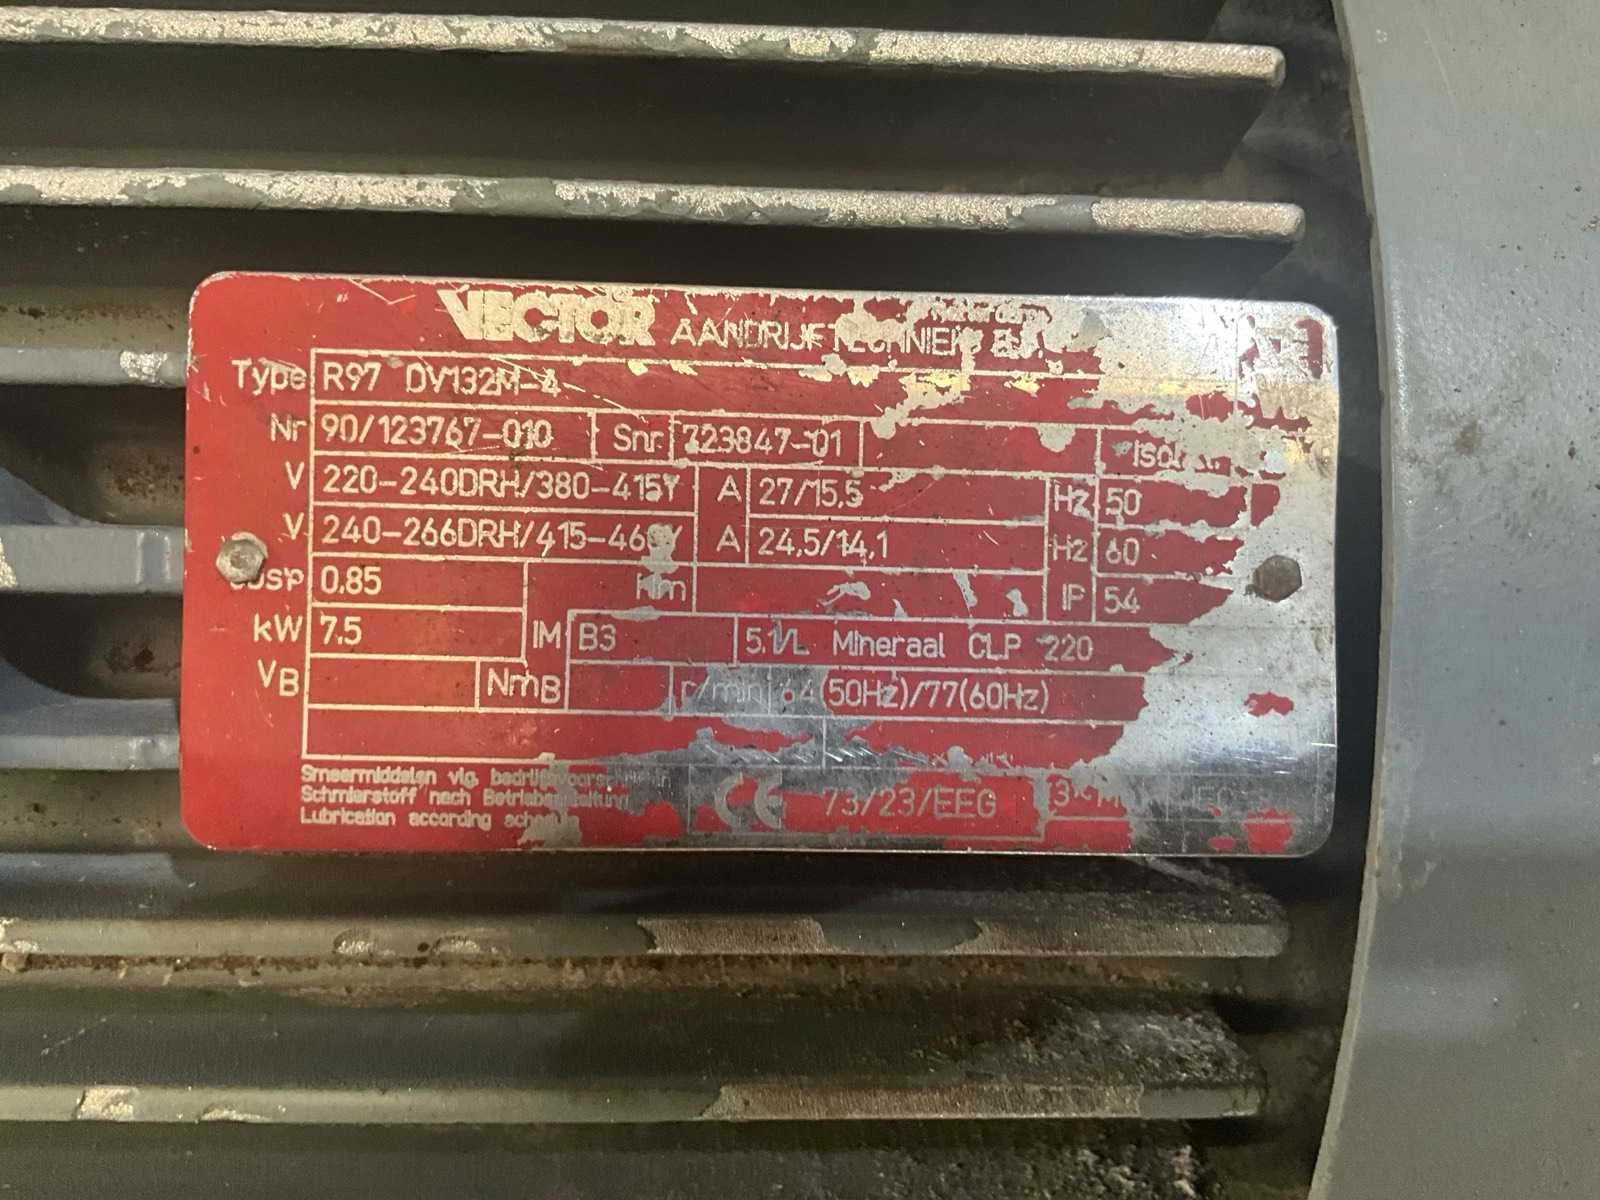 VECTOR AANDRIJFTECHNIEK B.V.
Type R97 DV132M-4
Nr 90/123767-010 Snr. 723847-01
V 220-240DRH/380-415Y A 27/15,5 Hz 50
V 240-266DRH/415-460Y A 24,5/14,1 Hz 60
0.85 Nm IP 54
kW 7.5 IM B3 5.1/L Mineraal CLP 220
VB NmB r/min 64(50Hz)/77(60Hz)
Smeermiddelen vlg. bedrijfsvoorschriften
Schmierstoff nach Betriebsanleitung
Lubrication according schedule
CE 73/23/EEG